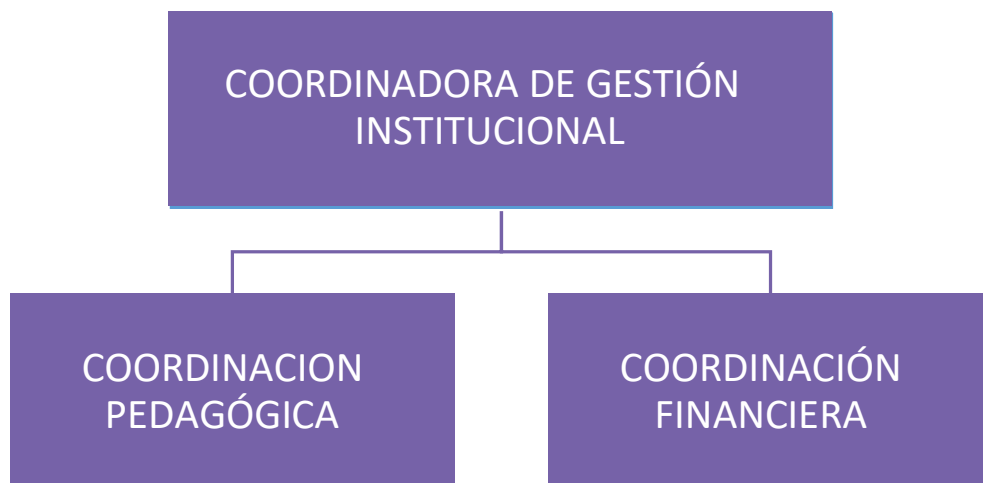 COORDINADORA DE GESTIÓN
INSTITUCIONAL
COORDINACION
PEDAGÓGICA
COORDINACIÓN
FINANCIERA